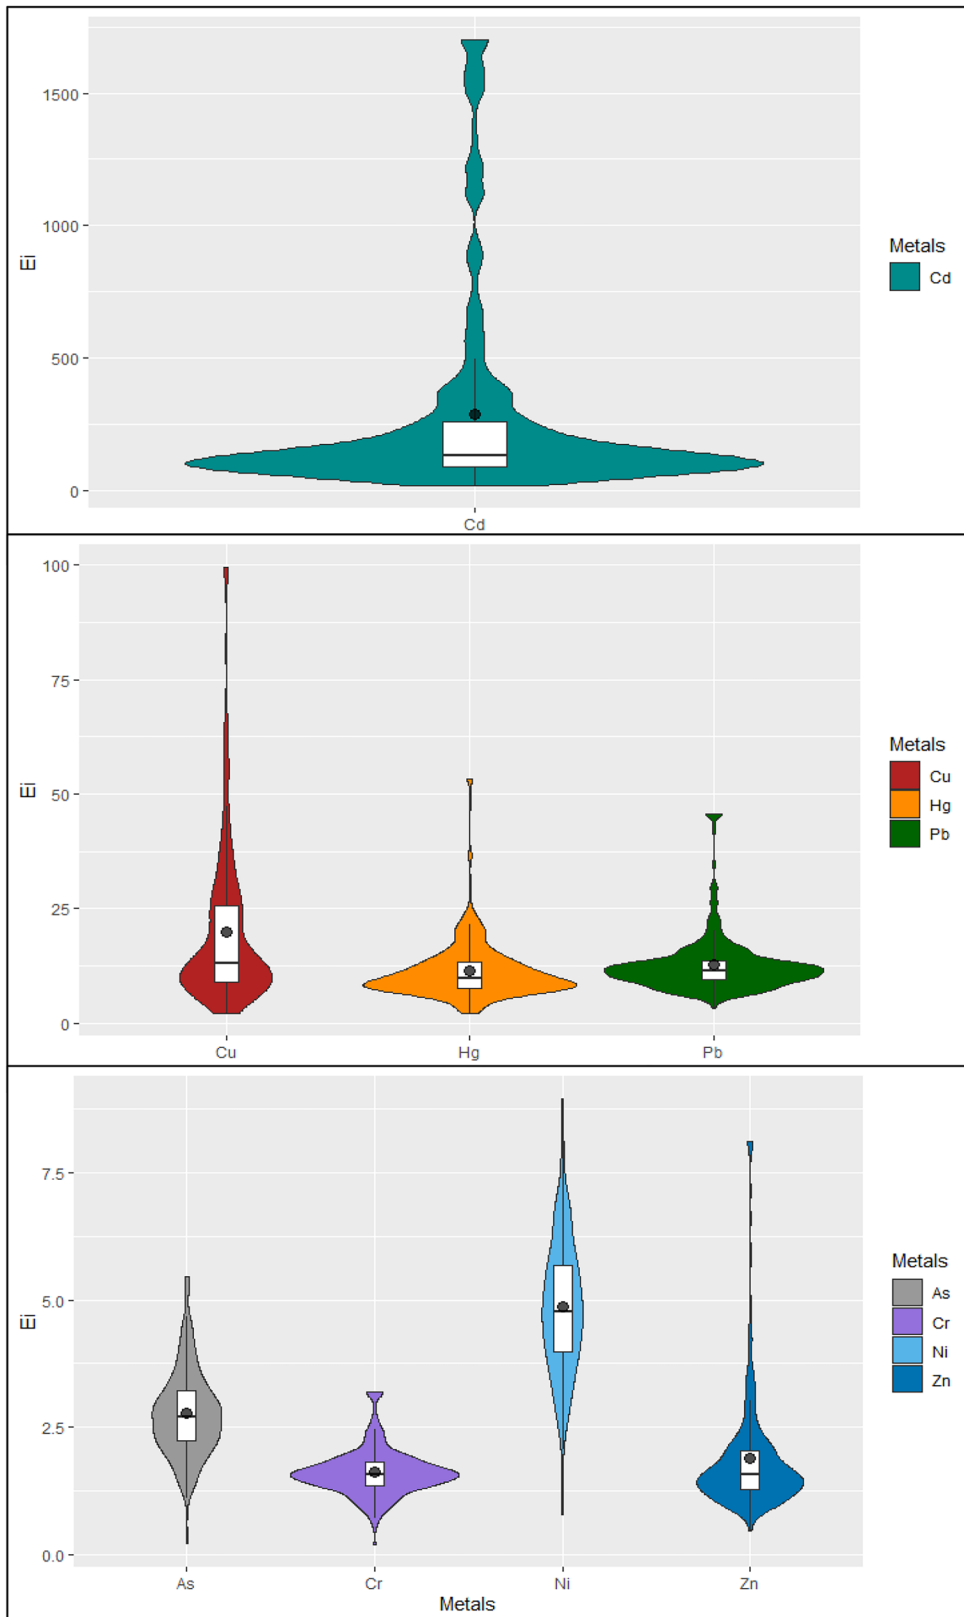 1500
1000
500
0
Ei
Cd
Metals
Cd
100
75
50
25
0
Ei
Cu Hg Pb
Metals
Cu
Hg
Pb
7.5
5.0
2.5
0.0
Ei
As Cr Ni Zn
Metals
Metals
As
Cr
Ni
Zn